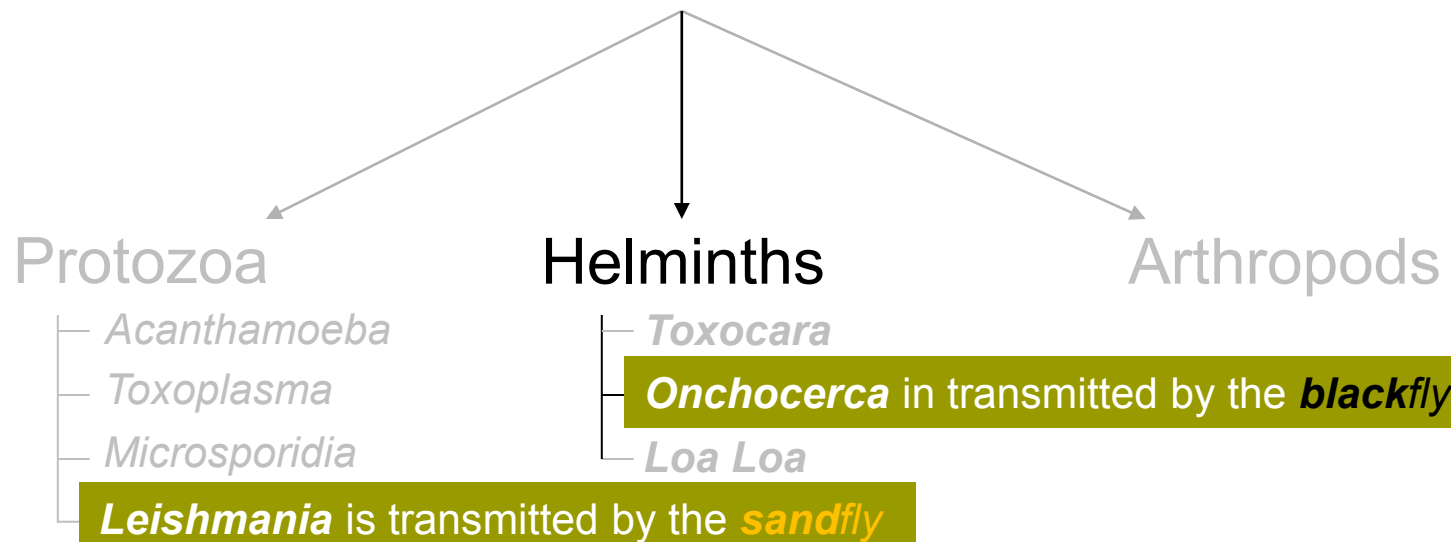 Protozoa
Helminths
Arthropods
Acanthamoeba
Toxoplasma
Microsporidia
Leishmania is transmitted by the sandfly
Toxocara
Onchocerca in transmitted by the blackfly
Loa Loa